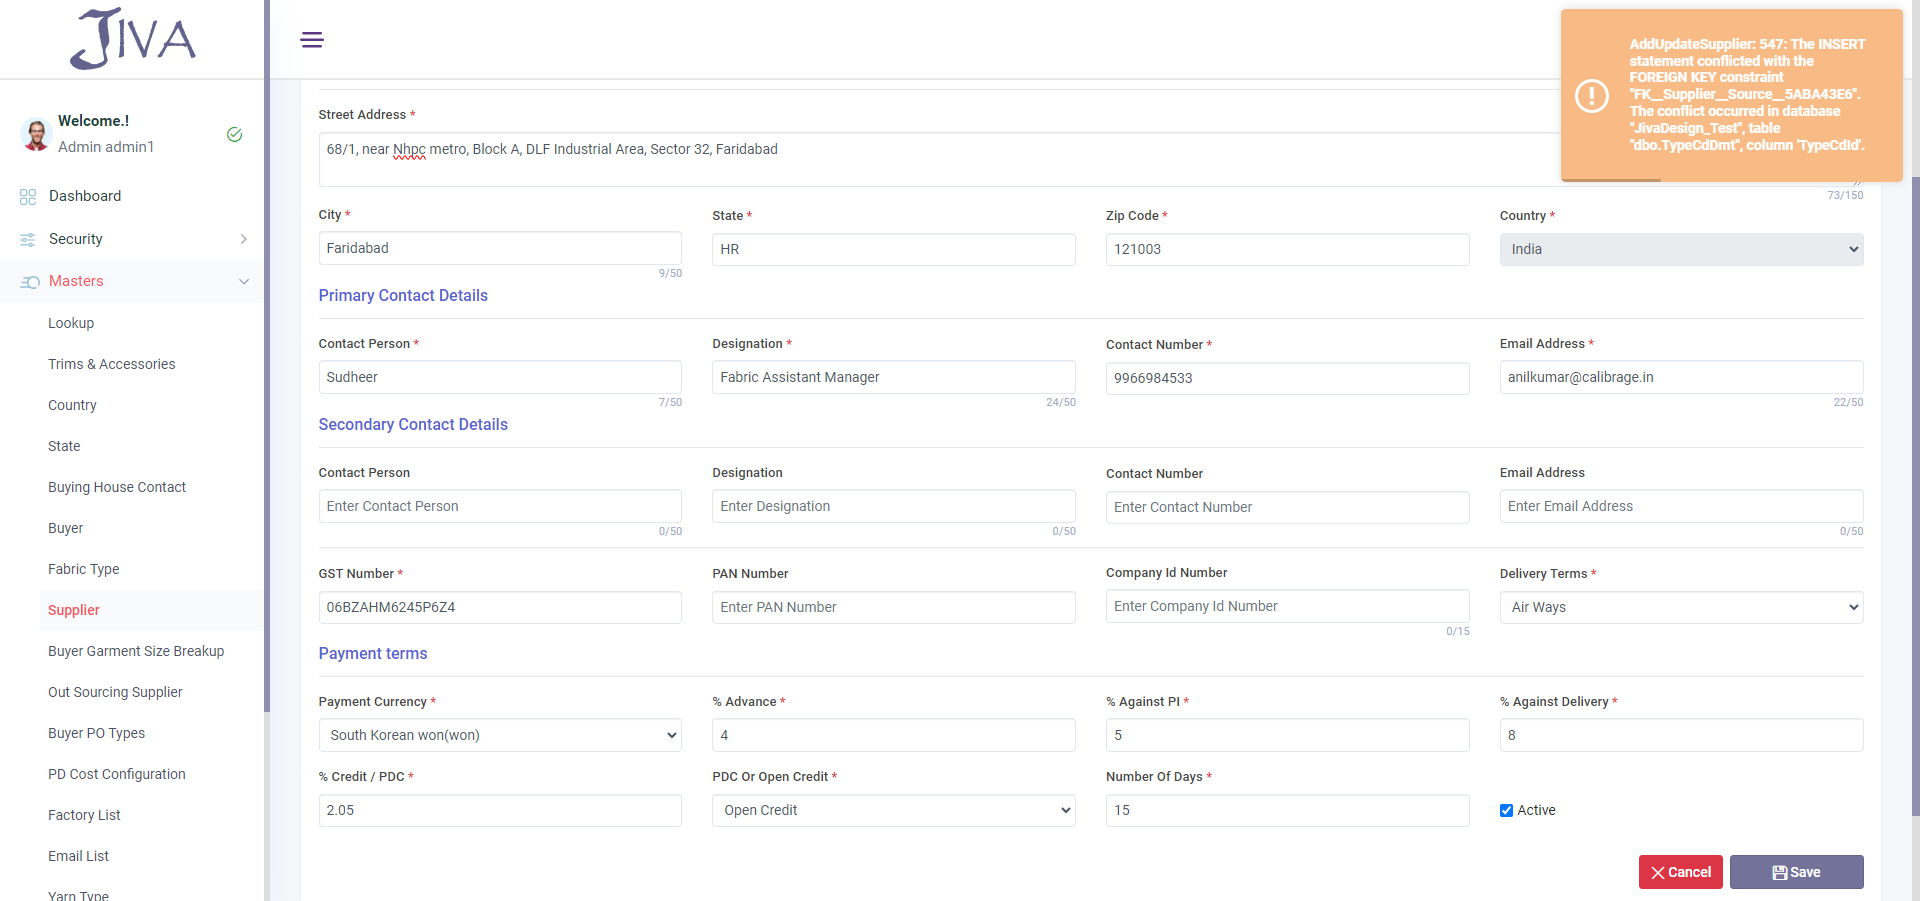 JIVA
Welcome.!
Admin admin1
Dashboard
Security
Masters
Lookup
Trims & Accessories
Country
State
Buying House Contact
Buyer
Fabric Type
Supplier
Buyer Garment Size Breakup
Out Sourcing Supplier
Buyer PO Types
PD Cost Configuration
Factory List
Email List
Yarn Type
AddUpdateSupplier: 547: The INSERT
statement conflicted with the
FOREIGN KEY constraint
"FK__Supplier__Source__5ABA43E6".
The conflict occurred in database
"JivaDesign_Test", table
"dbo.TypeCdDmt", column 'TypeCdId'.
Street Address *
68/1, near Nhpc metro, Block A, DLF Industrial Area, Sector 32, Faridabad
73/150
City * State * Zip Code * Country *
Faridabad HR 121003 India
9/50
Primary Contact Details
Contact Person * Designation * Contact Number * Email Address *
Sudheer Fabric Assistant Manager 9966984533 anilkumar@calibrage.in
7/50 24/50 22/50
Secondary Contact Details
Contact Person Designation Contact Number Email Address
Enter Contact Person Enter Designation Enter Contact Number Enter Email Address
0/50 0/50 0/50
GST Number * PAN Number Company Id Number Delivery Terms *
06BZAHM6245P6Z4 Enter PAN Number Enter Company Id Number Air Ways
0/15
Payment terms
Payment Currency * % Advance * % Against PI * % Against Delivery *
South Korean won(won) 4 5 8
% Credit / PDC * PDC Or Open Credit * Number Of Days *
2.05 Open Credit 15 Active
Cancel Save